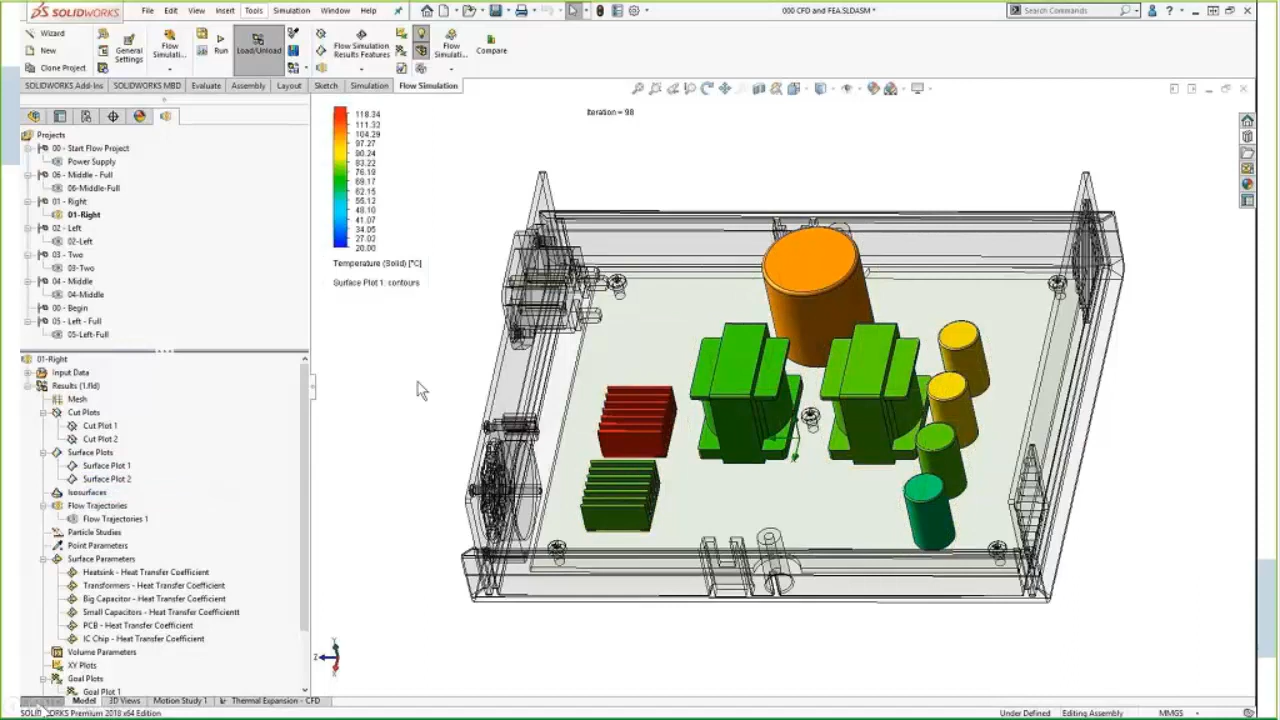 SOLIDWORKS File Edit View Insert Tools Simulation Window Help 000 CFD and FEA.SLDASM * Search Commands
Wizard
New
Clone Project
General Settings
Flow Simulati...
Run
Load/Unload
Flow Simulation Results Features
Flow Simulati...
Compare
SOLIDWORKS Add-Ins SOLIDWORKS MBD Evaluate Assembly Layout Sketch Simulation Flow Simulation
Projects
00 - Start Flow Project
Power Supply
06 - Middle - Full
06-Middle-Full
01 - Right
01-Right
02 - Left
02-Left
03 - Two
03-Two
04 - Middle
04-Middle
00 - Begin
05 - Left - Full
05-Left-Full
01-Right
Input Data
Results (1.fld)
Mesh
Cut Plots
Cut Plot 1
Cut Plot 2
Surface Plots
Surface Plot 1
Surface Plot 2
Isosurfaces
Flow Trajectories
Flow Trajectories 1
Particle Studies
Point Parameters
Surface Parameters
Heatsink - Heat Transfer Coefficient
Transformers - Heat Transfer Coefficient
Big Capacitor - Heat Transfer Coefficient
Small Capacitors - Heat Transfer Coefficientt
PCB - Heat Transfer Coefficient
IC Chip - Heat Transfer Coefficient
Volume Parameters
XY Plots
Goal Plots
Goal Plot 1
118.34
111.32
104.29
97.27
90.24
83.22
76.19
69.17
62.15
55.12
48.10
41.07
34.05
27.02
20.00
Temperature (Solid) [°C]
Surface Plot 1: contours
Iteration = 98
Y
Z
Model 3D Views Motion Study 1 Thermal Expansion - CFD
SOLIDWORKS Premium 2018 x64 Edition Under Defined Editing Assembly MMGS